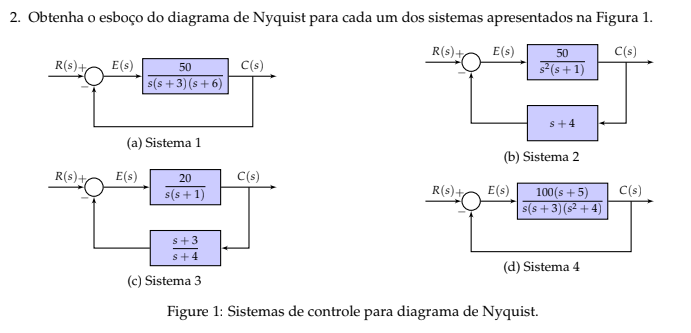 2. Obtenha o esboço do diagrama de Nyquist para cada um dos sistemas apresentados na Figura 1.
R(s) + E(s) 50 / s(s + 3)(s + 6) C(s)
−
(a) Sistema 1
R(s) + E(s) 50 / s²(s + 1) C(s)
−
s + 4
(b) Sistema 2
R(s) + E(s) 20 / s(s + 1) C(s)
−
s + 3 / s + 4
(c) Sistema 3
R(s) + E(s) 100(s + 5) / s(s + 3)(s² + 4) C(s)
−
(d) Sistema 4
Figure 1: Sistemas de controle para diagrama de Nyquist.